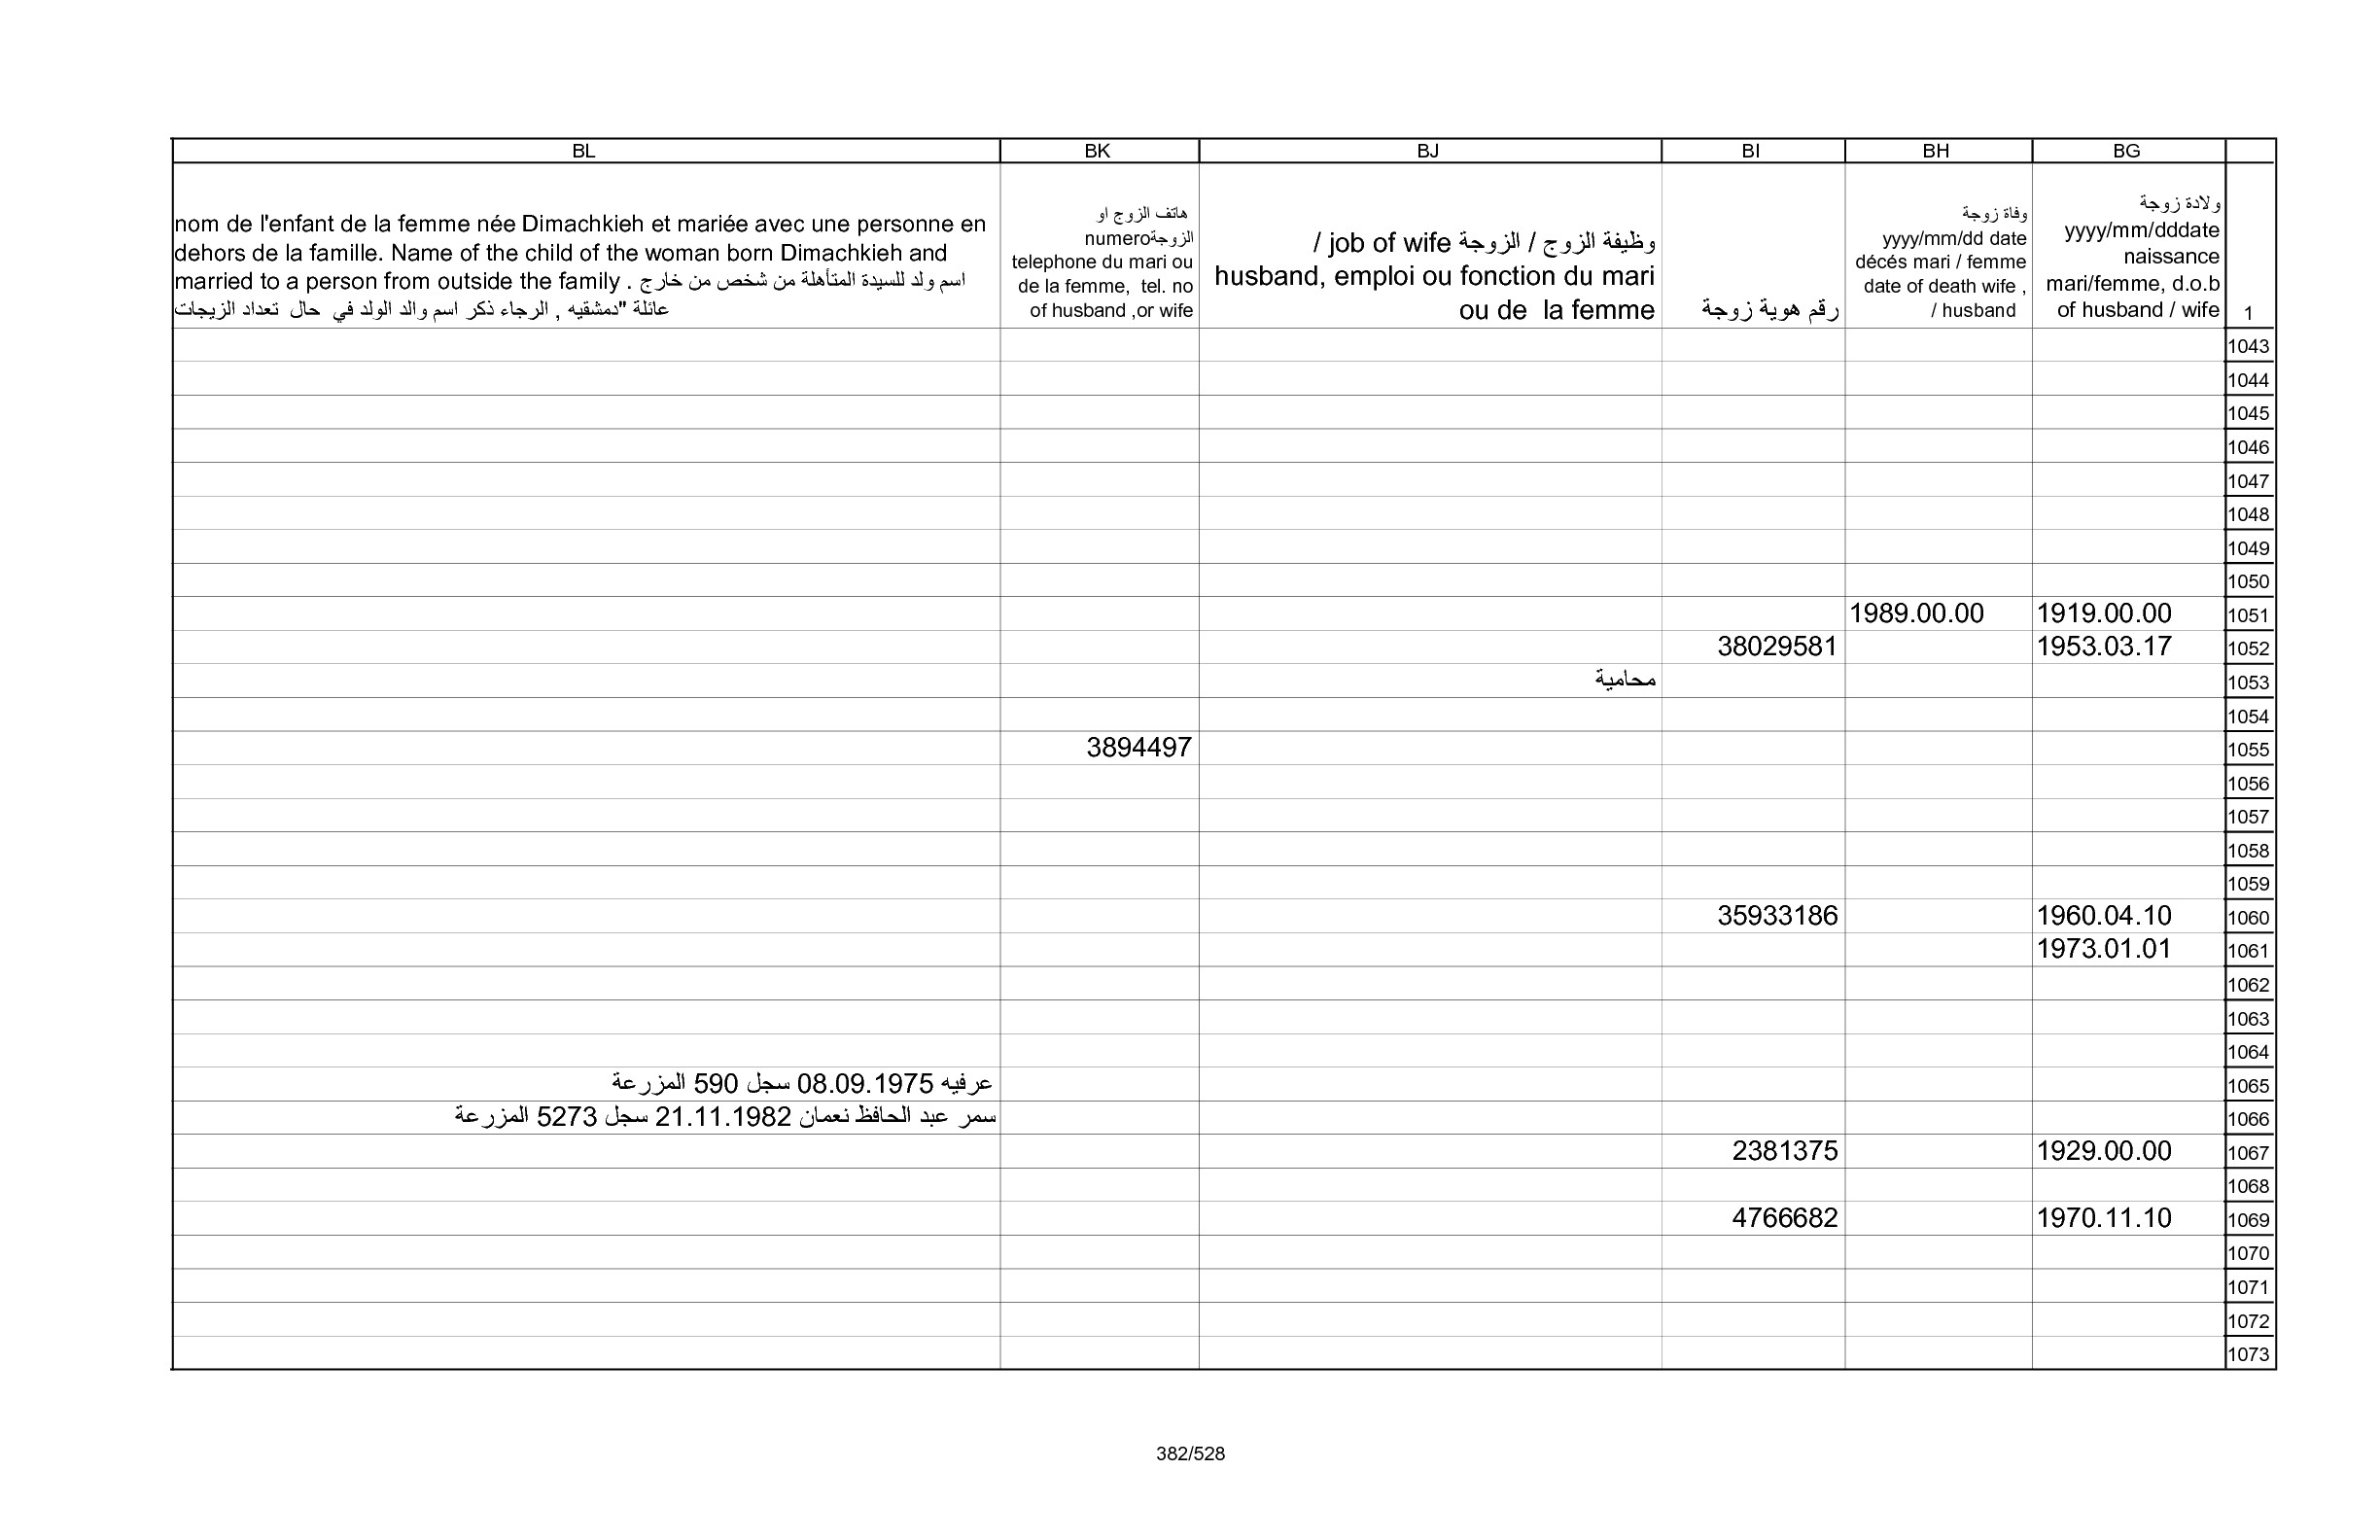 BL BK BJ BI BH BG
nom de l'enfant de la femme née Dimachkieh et mariée avec une personne en
dehors de la famille. Name of the child of the woman born Dimachkieh and
married to a person from outside the family . اسم ولد للسيدة المتأهلة من شخص من خارج
عائلة "دمشقيه , الرجاء ذكر اسم والد الولد في حال تعداد الزيجات
هاتف الزوج او
الزوجةnumero
telephone du mari ou
de la femme, tel. no
of husband ,or wife
وظيفة الزوج / الزوجة job of wife /
husband, emploi ou fonction du mari
ou de la femme
رقم هوية زوجة
وفاة زوجة
yyyy/mm/dd date
décés mari / femme
date of death wife ,
/ husband
ولادة زوجة
yyyy/mm/dddate
naissance
mari/femme, d.o.b
of husband / wife
1
1043
1044
1045
1046
1047
1048
1049
1050
1989.00.00 1919.00.00 1051
38029581 1953.03.17 1052
محامية 1053
1054
3894497 1055
1056
1057
1058
1059
35933186 1960.04.10 1060
1973.01.01 1061
1062
1063
1064
عرفيه 08.09.1975 سجل 590 المزرعة 1065
سمر عبد الحافظ نعمان 21.11.1982 سجل 5273 المزرعة 1066
2381375 1929.00.00 1067
1068
4766682 1970.11.10 1069
1070
1071
1072
1073
382/528